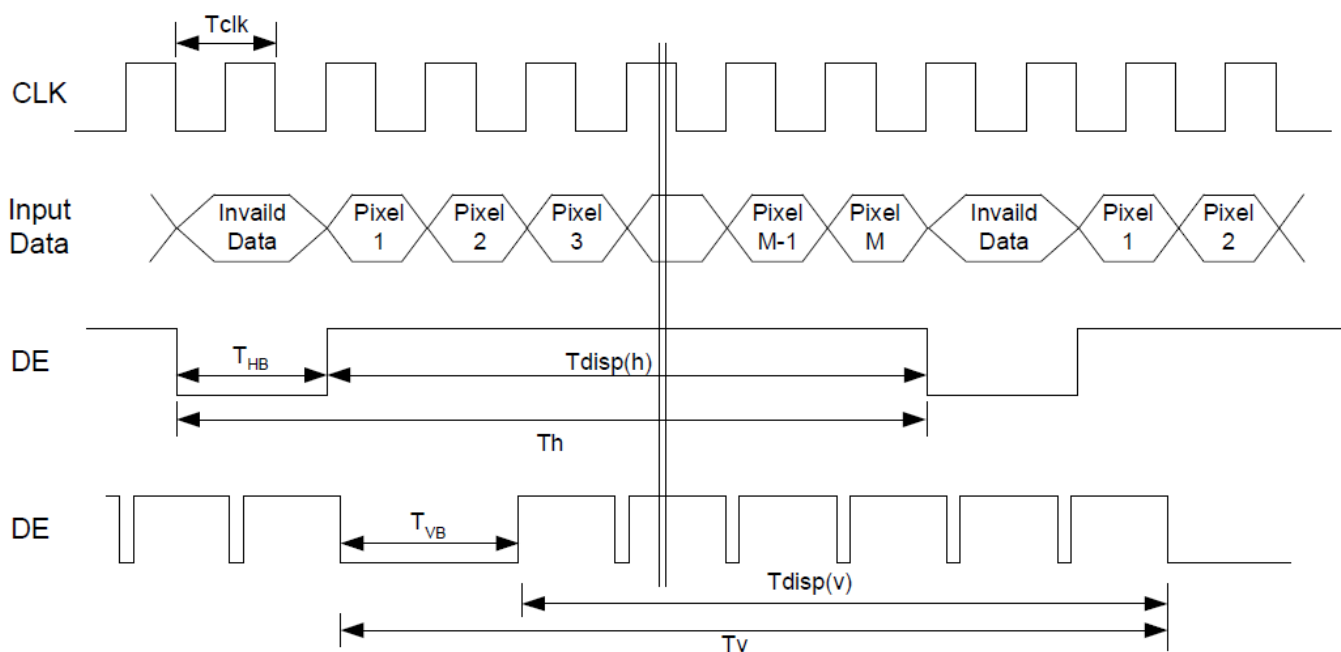 Tclk
CLK
Input
Data
Invaild
Data
Pixel
1
Pixel
2
Pixel
3
Pixel
M-1
Pixel
M
Invaild
Data
Pixel
1
Pixel
2
DE
THB
Tdisp(h)
Th
DE
TVB
Tdisp(v)
Tv